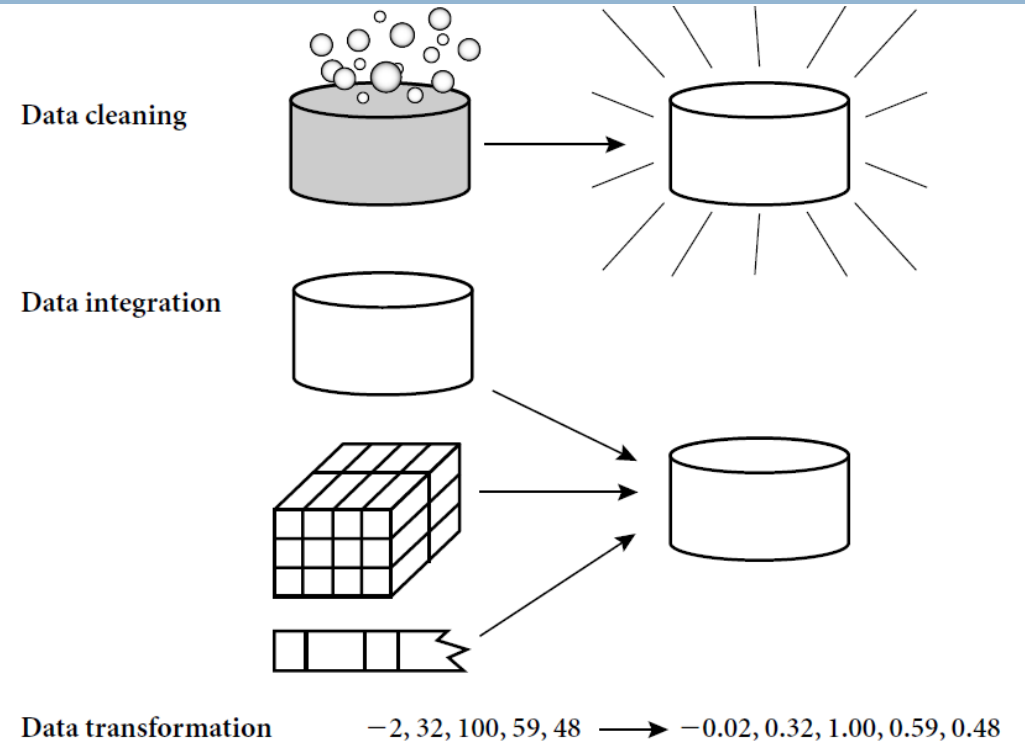 Data cleaning
Data integration
Data transformation −2, 32, 100, 59, 48 −0.02, 0.32, 1.00, 0.59, 0.48